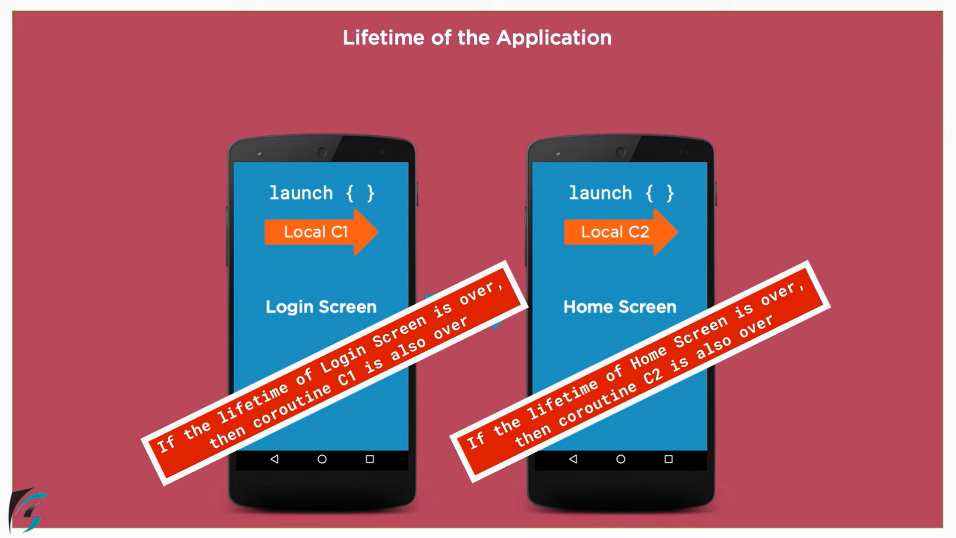 Lifetime of the Application
launch { }
Local C1
Login Screen
If the lifetime of Login Screen is over,
then coroutine C1 is also over
launch { }
Local C2
Home Screen
If the lifetime of Home Screen is over,
then coroutine C2 is also over